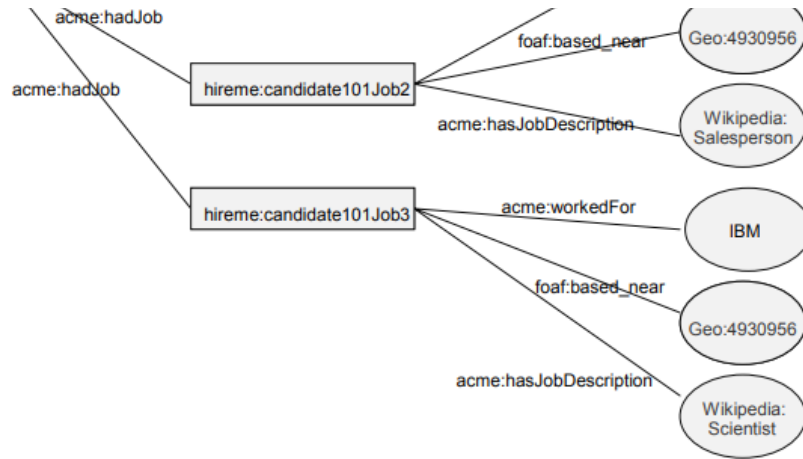 acme:hadJob
foaf:based_near
Geo:4930956
acme:hadJob
hireme:candidate101Job2
acme:hasJobDescription
Wikipedia:
Salesperson
hireme:candidate101Job3
acme:workedFor
IBM
foaf:based_near
Geo:4930956
acme:hasJobDescription
Wikipedia:
Scientist